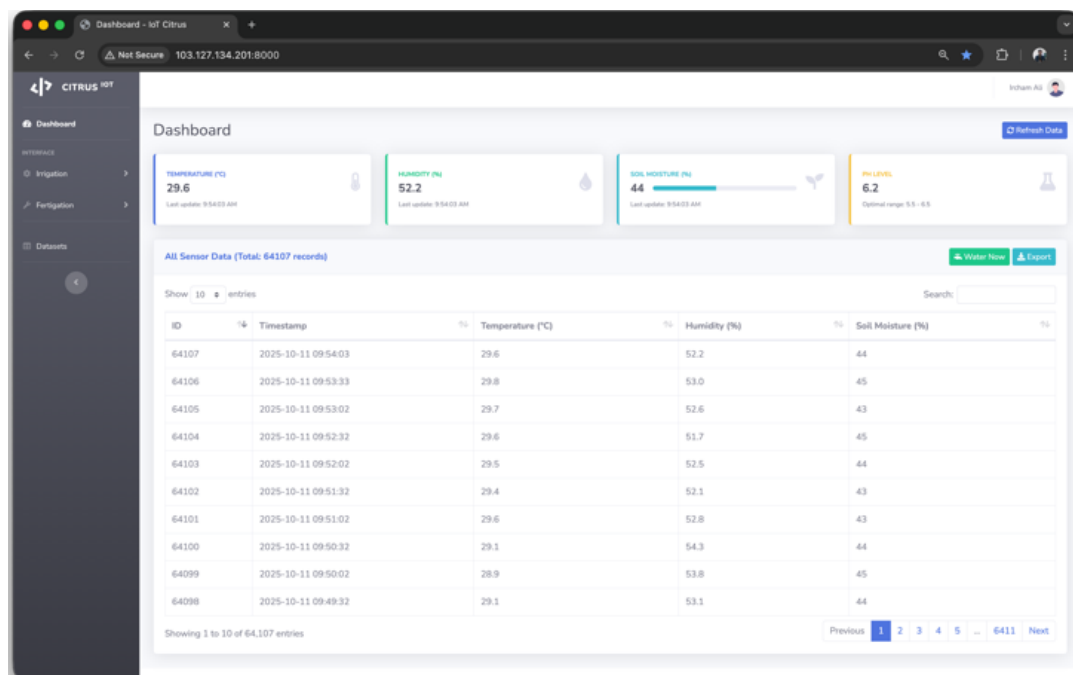 Dashboard - IoT Citrus
Not Secure 103.127.134.201:8000
CITRUS IOT
Ircham Ali
Dashboard
INTERFACE
Irrigation
Fertigation
Datasets
Dashboard
Refresh Data
TEMPERATURE (°C)
29.6
Last update: 9:54:03 AM
HUMIDITY (%)
52.2
Last update: 9:54:03 AM
SOIL MOISTURE (%)
44
Last update: 9:54:03 AM
PH LEVEL
6.2
Optimal range: 5.5 - 6.5
All Sensor Data (Total: 64107 records)
Water Now Export
Show 10 entries Search:
ID Timestamp Temperature (°C) Humidity (%) Soil Moisture (%)
64107 2025-10-11 09:54:03 29.6 52.2 44
64106 2025-10-11 09:53:33 29.8 53.0 45
64105 2025-10-11 09:53:02 29.7 52.6 43
64104 2025-10-11 09:52:32 29.6 51.7 45
64103 2025-10-11 09:52:02 29.5 52.5 44
64102 2025-10-11 09:51:32 29.4 52.1 43
64101 2025-10-11 09:51:02 29.6 52.8 43
64100 2025-10-11 09:50:32 29.1 54.3 44
64099 2025-10-11 09:50:02 28.9 53.8 45
64098 2025-10-11 09:49:32 29.1 53.1 44
Showing 1 to 10 of 64,107 entries
Previous 1 2 3 4 5 … 6411 Next